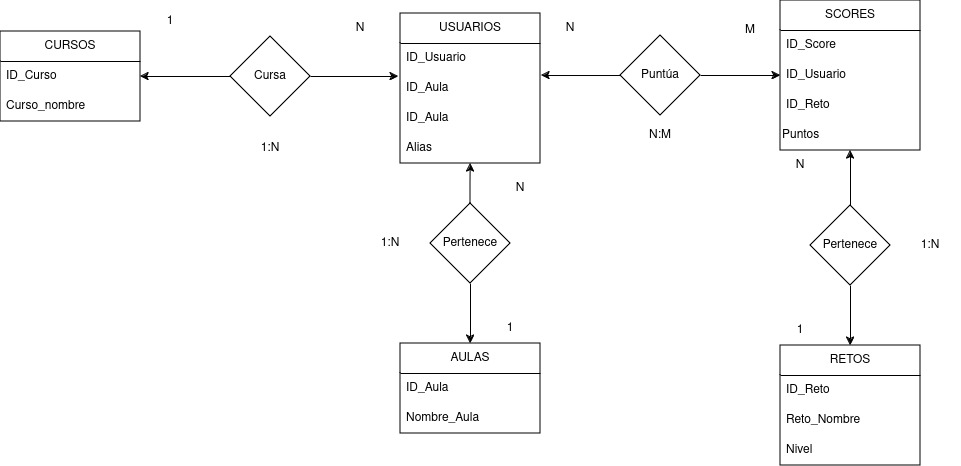 CURSOS
ID_Curso
Curso_nombre
1
Cursa
N
1:N
USUARIOS
ID_Usuario
ID_Aula
ID_Aula
Alias
N
Puntúa
M
N:M
SCORES
ID_Score
ID_Usuario
ID_Reto
Puntos
N
1:N
Pertenece
1
AULAS
ID_Aula
Nombre_Aula
N
Pertenece
1:N
1
RETOS
ID_Reto
Reto_Nombre
Nivel